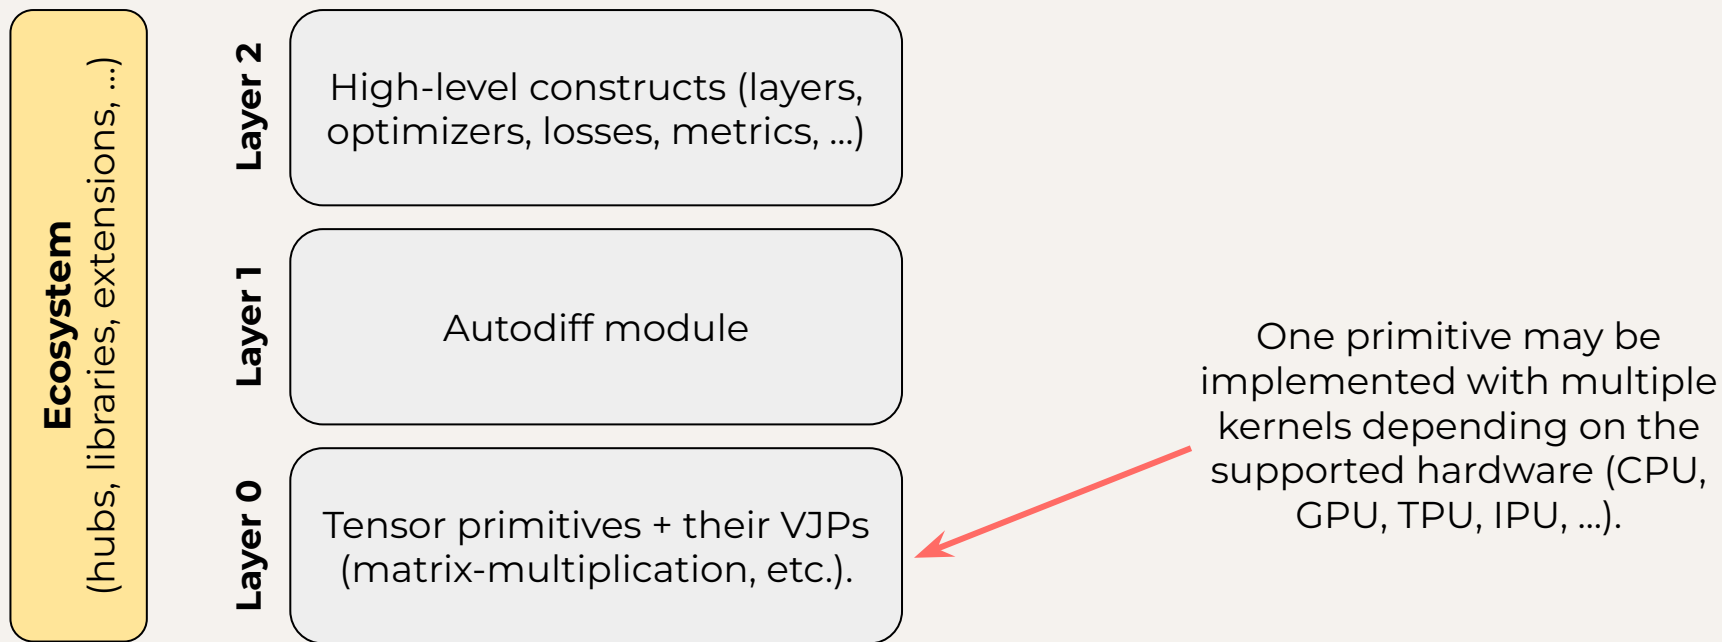 Ecosystem
(hubs, libraries, extensions, ...)
Layer 2
High-level constructs (layers,
optimizers, losses, metrics, ...)
Layer 1
Autodiff module
Layer 0
Tensor primitives + their VJPs
(matrix-multiplication, etc.).
One primitive may be
implemented with multiple
kernels depending on the
supported hardware (CPU,
GPU, TPU, IPU, ...).